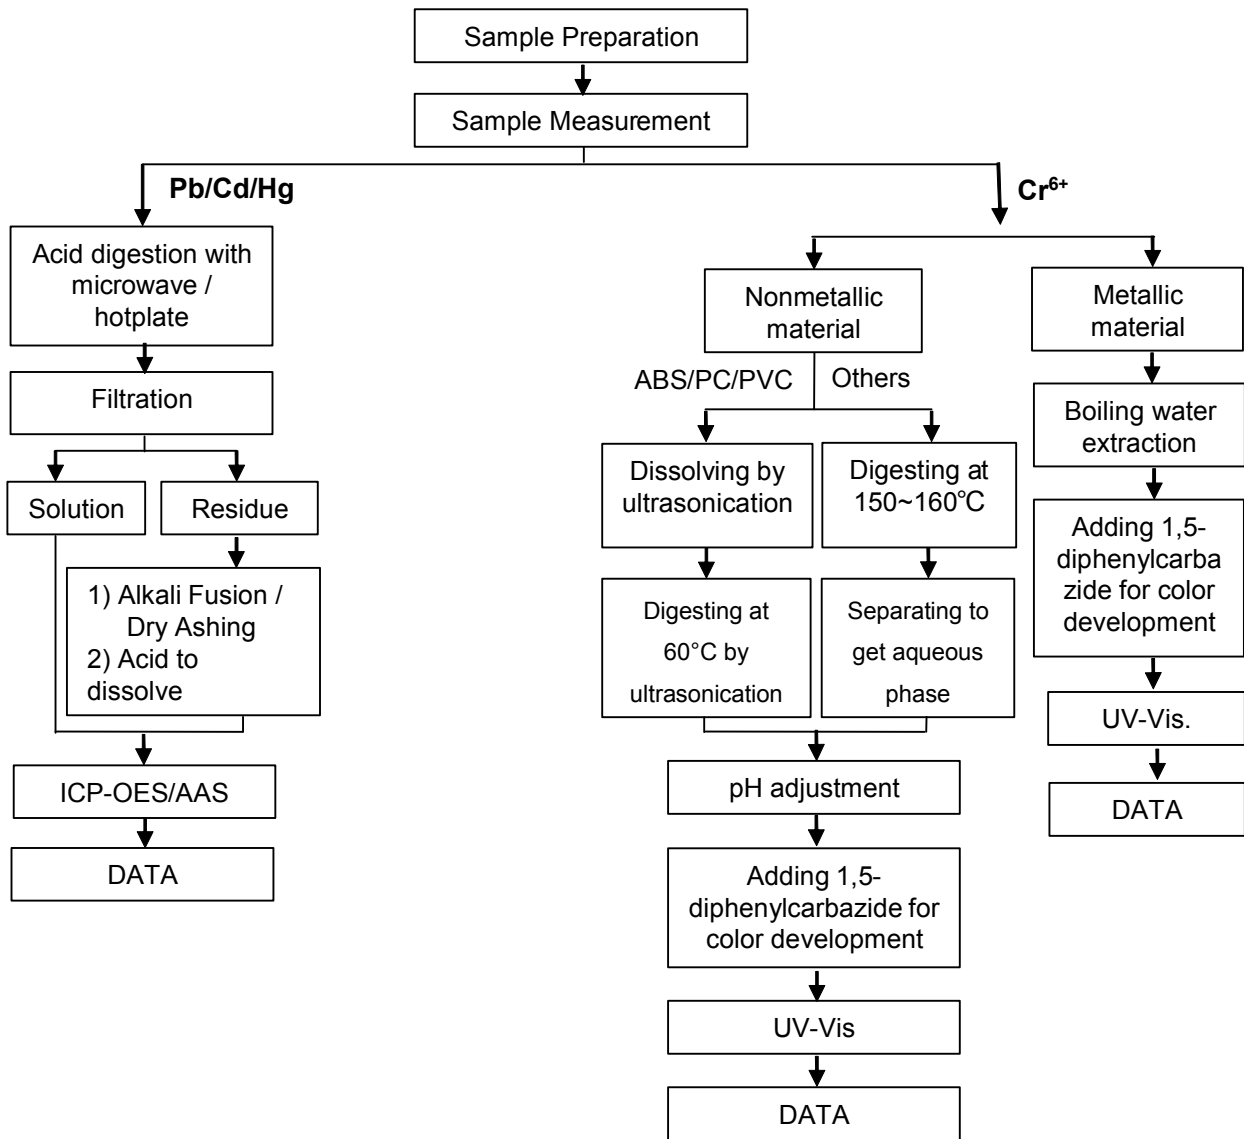 Sample Preparation
Sample Measurement
Pb/Cd/Hg
Cr⁶⁺
Acid digestion with
microwave /
hotplate
Filtration
Solution
Residue
1) Alkali Fusion /
Dry Ashing
2) Acid to
dissolve
ICP-OES/AAS
DATA
Nonmetallic
material
ABS/PC/PVC
Others
Dissolving by
ultrasonication
Digesting at
150~160℃
Digesting at
60°C by
ultrasonication
Separating to
get aqueous
phase
pH adjustment
Adding 1,5-
diphenylcarbazide for
color development
UV-Vis
DATA
Metallic
material
Boiling water
extraction
Adding 1,5-
diphenylcarba
zide for color
development
UV-Vis.
DATA